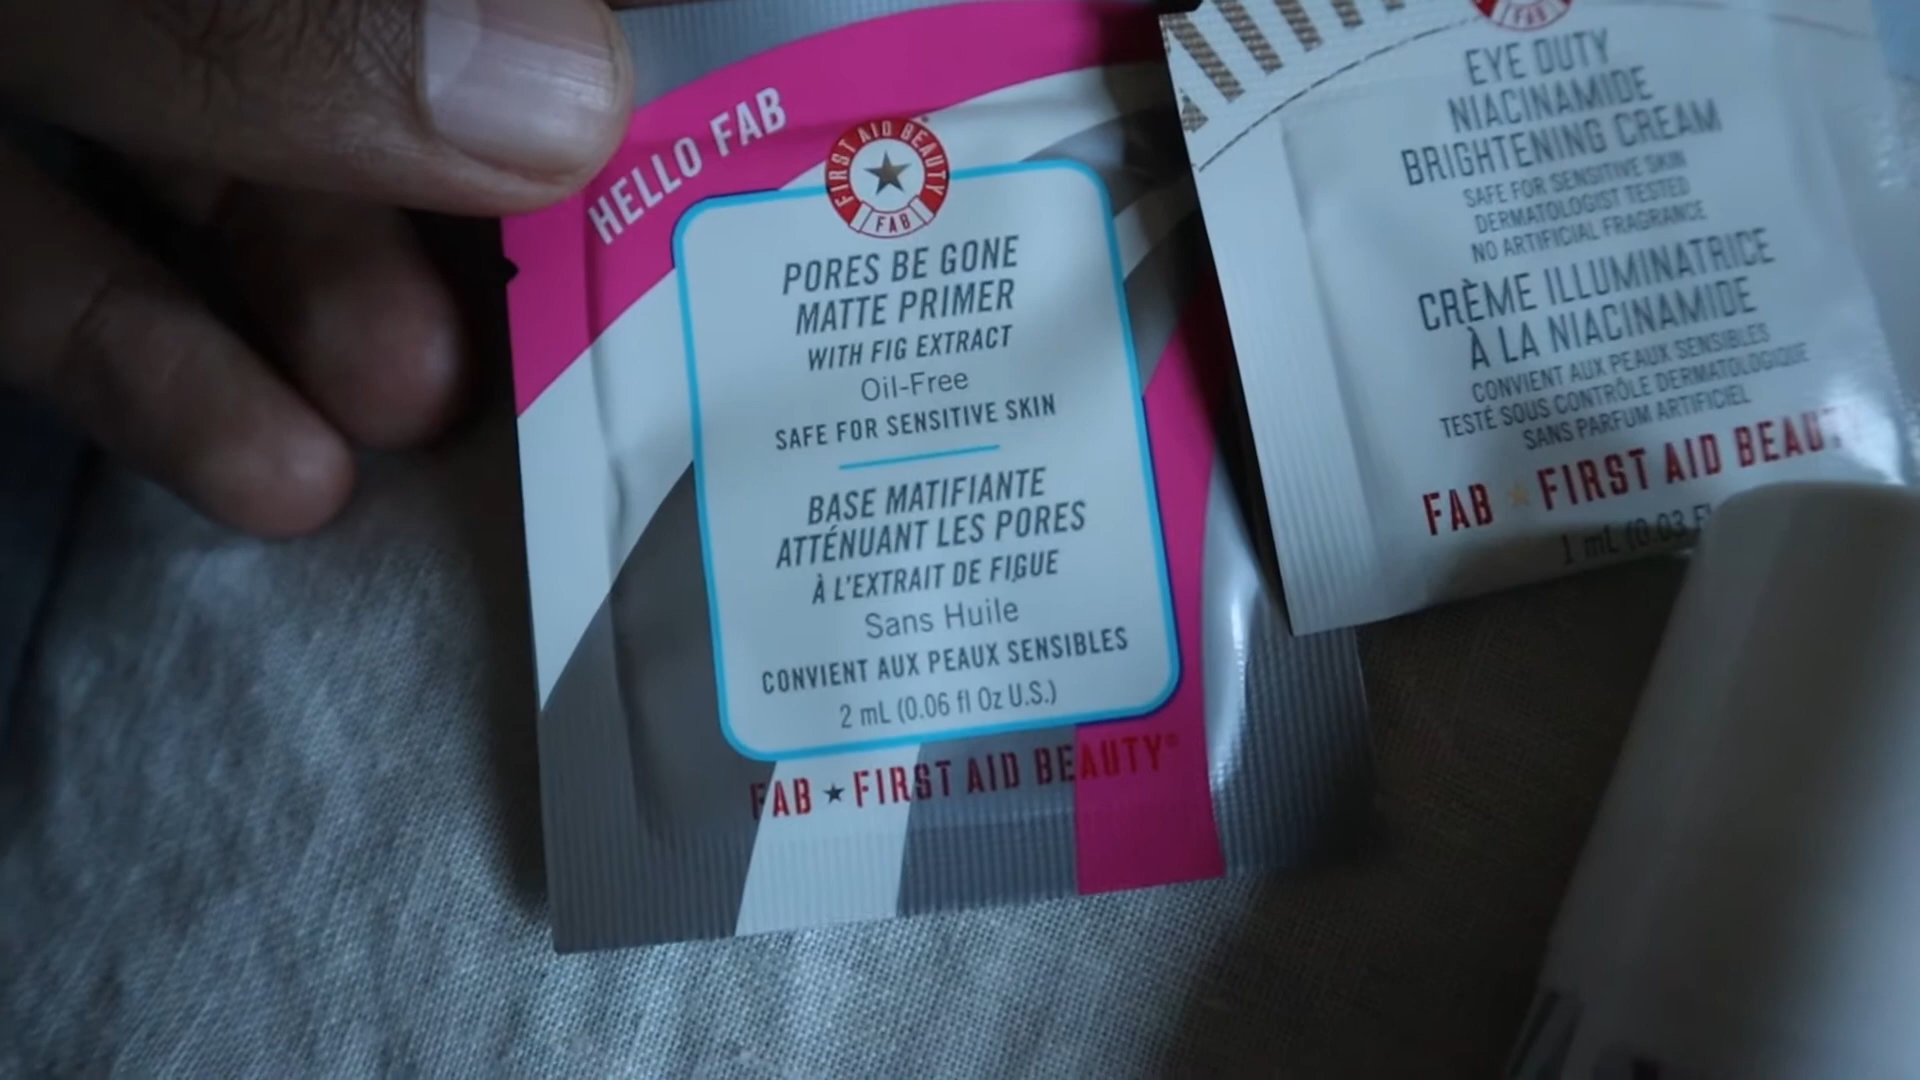 HELLO FAB
FIRST AID BEAUTY
FAB
PORES BE GONE
MATTE PRIMER
WITH FIG EXTRACT
Oil-Free
SAFE FOR SENSITIVE SKIN
BASE MATIFIANTE
ATTÉNUANT LES PORES
À L'EXTRAIT DE FIGUE
Sans Huile
CONVIENT AUX PEAUX SENSIBLES
2 mL (0.06 fl Oz U.S.)
FAB ★ FIRST AID BEAUTY®
FAB
EYE DUTY
NIACINAMIDE
BRIGHTENING CREAM
SAFE FOR SENSITIVE SKIN
DERMATOLOGIST TESTED
NO ARTIFICIAL FRAGRANCE
CRÈME ILLUMINATRICE
À LA NIACINAMIDE
CONVIENT AUX PEAUX SENSIBLES
TESTÉ SOUS CONTRÔLE DERMATOLOGIQUE
SANS PARFUM ARTIFICIEL
FAB ★ FIRST AID BEAUT
1 mL (0.03